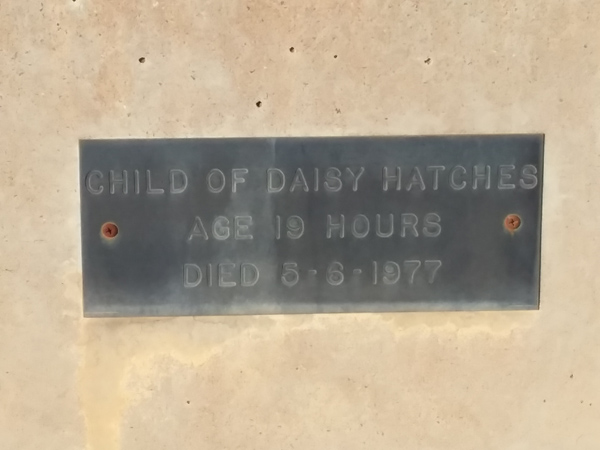 CHILD OF DAISY HATCHES
AGE 19 HOURS
DIED 5-6-1977